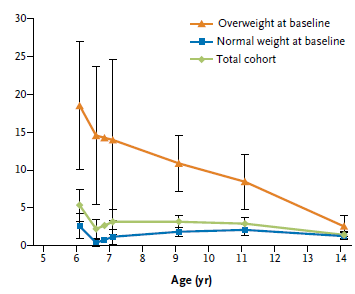 30
Overweight at baseline
Normal weight at baseline
25
Total cohort
20
15
10
5
0
5 6 7 8 9 10 11 12 13 14
Age (yr)